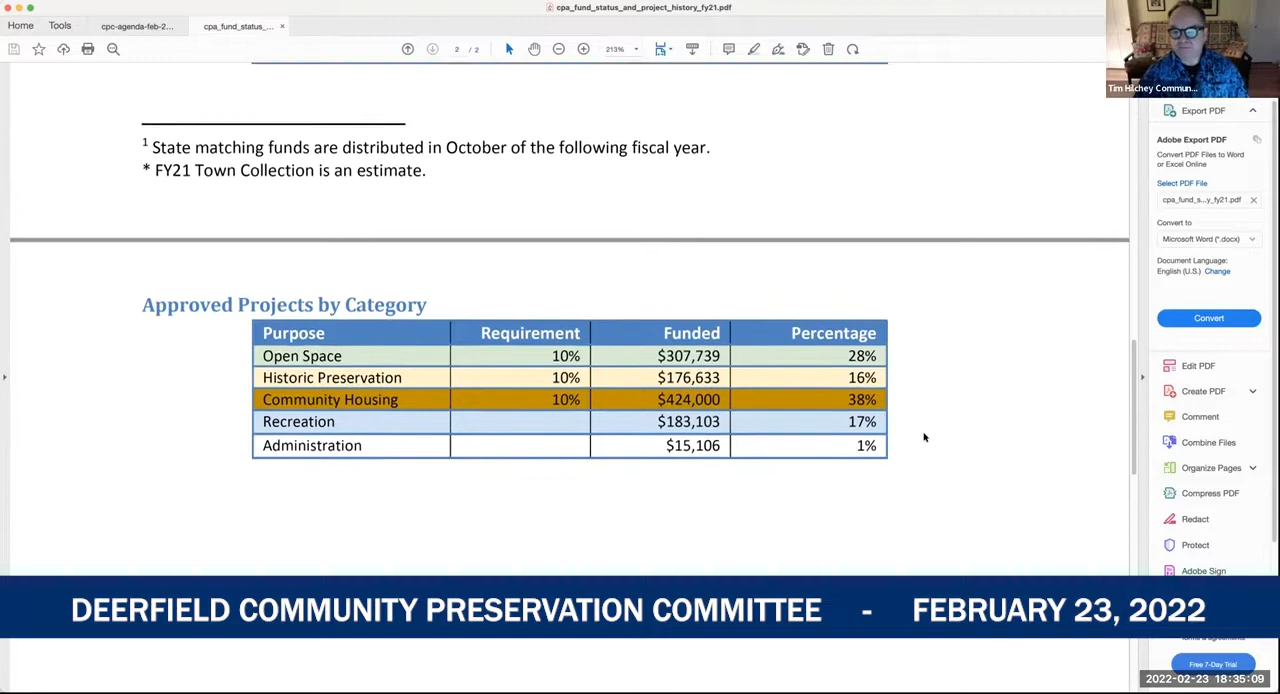 cpa_fund_status_and_project_history_fy21.pdf
Home Tools cpc-agenda-feb-2... cpa_fund_status_... ×
2 / 2 213%
Tim Hilchey Commun...
1 State matching funds are distributed in October of the following fiscal year.
* FY21 Town Collection is an estimate.
Approved Projects by Category
Purpose Requirement Funded Percentage
Open Space 10% $307,739 28%
Historic Preservation 10% $176,633 16%
Community Housing 10% $424,000 38%
Recreation $183,103 17%
Administration $15,106 1%
Export PDF
Adobe Export PDF
Convert PDF Files to Word
or Excel Online
Select PDF File
cpa_fund_s...y_fy21.pdf
Convert to
Microsoft Word (*.docx)
Document Language:
English (U.S.) Change
Convert
Edit PDF
Create PDF
Comment
Combine Files
Organize Pages
Compress PDF
Redact
Protect
Adobe Sign
DEERFIELD COMMUNITY PRESERVATION COMMITTEE - FEBRUARY 23, 2022
Free 7-Day Trial
2022-02-23 18:35:09